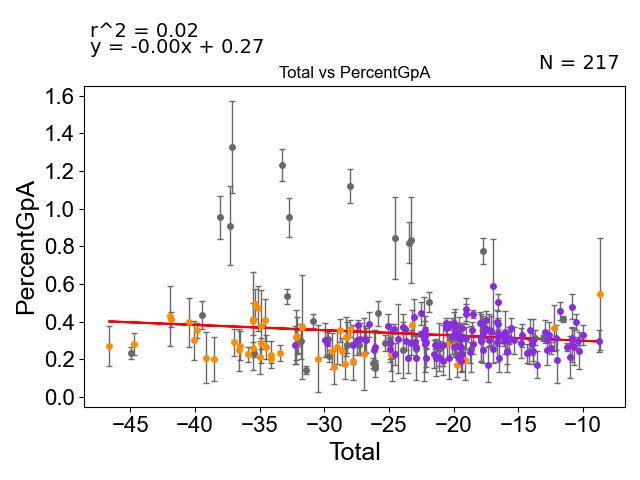 r^2 = 0.02
y = -0.00x + 0.27
N = 217
Total vs PercentGpA
PercentGpA
1.6
1.4
1.2
1.0
0.8
0.6
0.4
0.2
0.0
−45 −40 −35 −30 −25 −20 −15 −10
Total